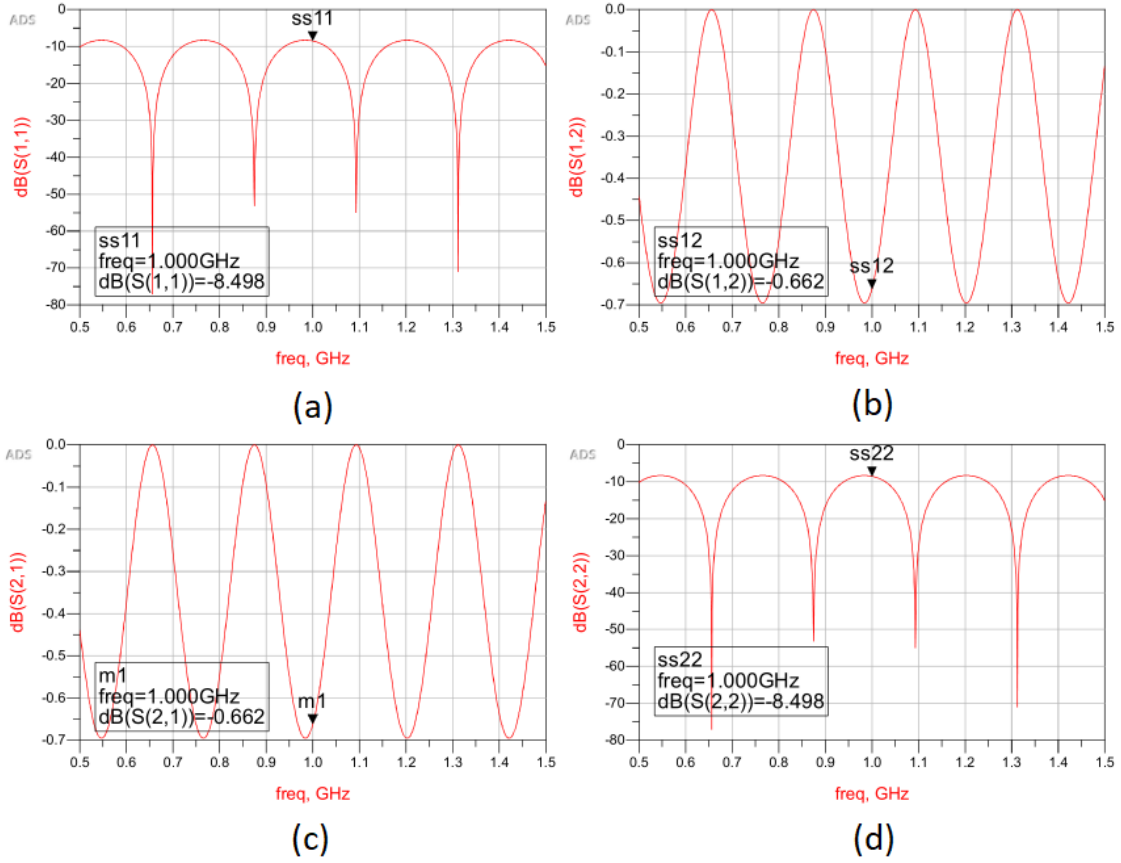 ADS
ss11
0
-10
-20
-30
-40
-50
-60
-70
-80
dB(S(1,1))
ss11
freq=1.000GHz
dB(S(1,1))=-8.498
0.5 0.6 0.7 0.8 0.9 1.0 1.1 1.2 1.3 1.4 1.5
freq, GHz
(a)
ADS
0.0
-0.1
-0.2
-0.3
-0.4
-0.5
-0.6
-0.7
dB(S(1,2))
ss12
freq=1.000GHz
dB(S(1,2))=-0.662
ss12
0.5 0.6 0.7 0.8 0.9 1.0 1.1 1.2 1.3 1.4 1.5
freq, GHz
(b)
ADS
0.0
-0.1
-0.2
-0.3
-0.4
-0.5
-0.6
-0.7
dB(S(2,1))
m1
freq=1.000GHz
dB(S(2,1))=-0.662
m1
0.5 0.6 0.7 0.8 0.9 1.0 1.1 1.2 1.3 1.4 1.5
freq, GHz
(c)
ADS
ss22
0
-10
-20
-30
-40
-50
-60
-70
-80
dB(S(2,2))
ss22
freq=1.000GHz
dB(S(2,2))=-8.498
0.5 0.6 0.7 0.8 0.9 1.0 1.1 1.2 1.3 1.4 1.5
freq, GHz
(d)